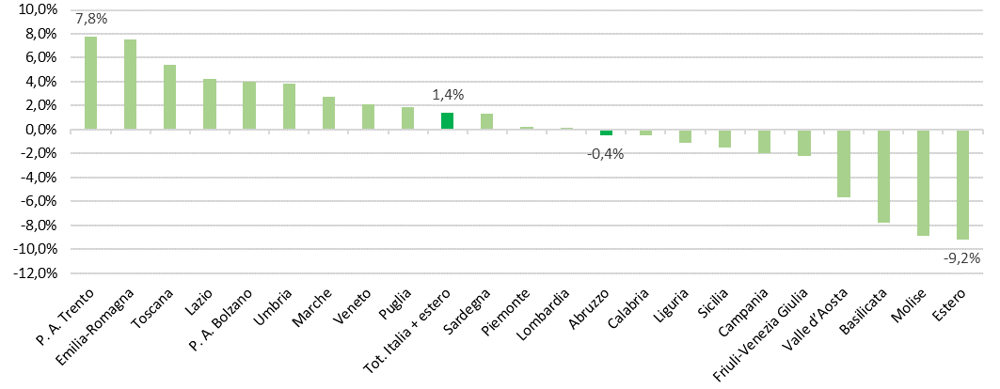 10,0%
8,0%
6,0%
4,0%
2,0%
0,0%
-2,0%
-4,0%
-6,0%
-8,0%
-10,0%
-12,0%
7,8%
1,4%
-0,4%
-9,2%
P. A. Trento
Emilia-Romagna
Toscana
Lazio
P. A. Bolzano
Umbria
Marche
Veneto
Puglia
Tot. Italia + estero
Sardegna
Piemonte
Lombardia
Abruzzo
Calabria
Liguria
Sicilia
Campania
Friuli-Venezia Giulia
Valle d'Aosta
Basilicata
Molise
Estero